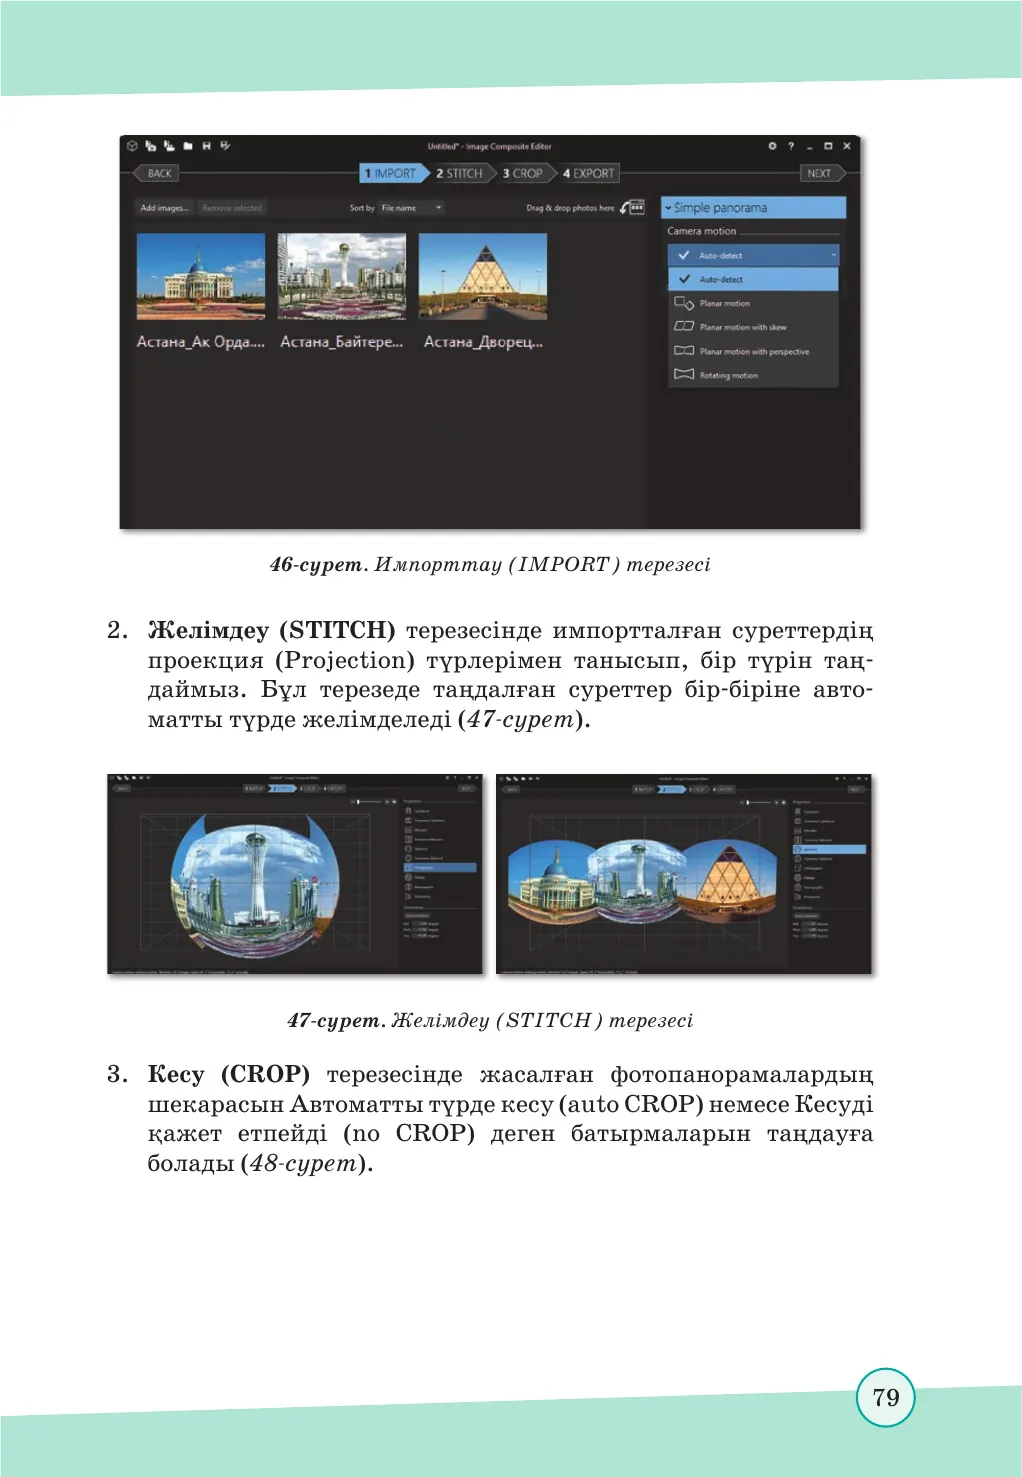 Untitled* - Image Composite Editor
?
BACK
1 IMPORT
2 STITCH
3 CROP
4 EXPORT
NEXT
Add images...
Remove selected
Sort by
File name
Drag & drop photos here
Simple panorama
Camera motion
Auto-detect
Auto-detect
Planar motion
Planar motion with skew
Planar motion with perspective
Rotating motion
Астана_Ак Орда....
Астана_Байтере...
Астана_Дворец...
46-сурет. Импорттау (IMPORT) терезесі
2. Желімдеу (STITCH) терезесінде импортталған суреттердің
проекция (Projection) түрлерімен танысып, бір түрін таң-
даймыз. Бұл терезеде таңдалған суреттер бір-біріне авто-
матты түрде желімделеді (47-сурет).
47-сурет. Желімдеу (STITCH) терезесі
3. Кесу (CROP) терезесінде жасалған фотопанорамалардың
шекарасын Автоматты түрде кесу (auto CROP) немесе Кесуді
қажет етпейді (no CROP) деген батырмаларын таңдауға
болады (48-сурет).
79